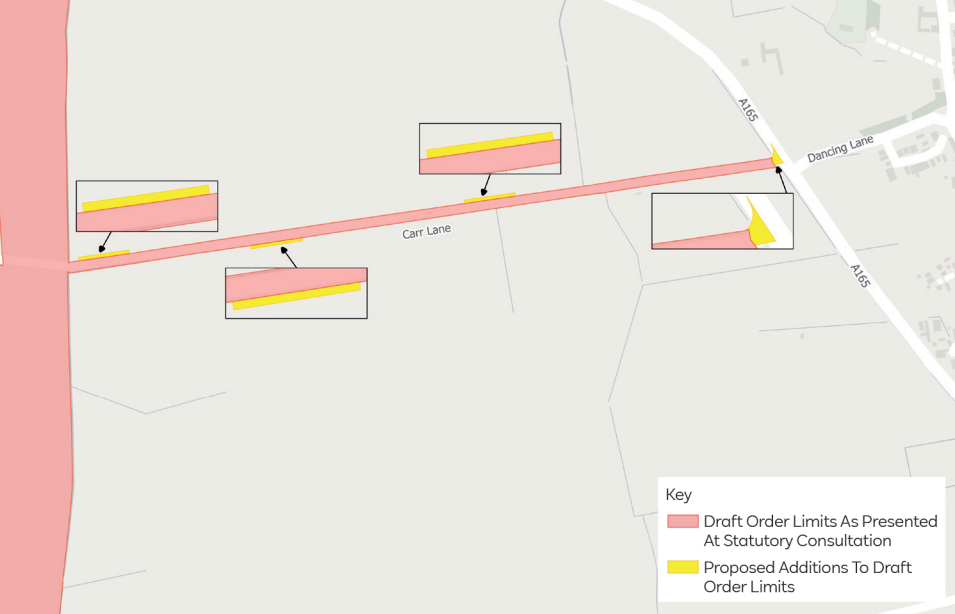 A165
Dancing Lane
Carr Lane
A165
Key
Draft Order Limits As Presented
At Statutory Consultation
Proposed Additions To Draft
Order Limits